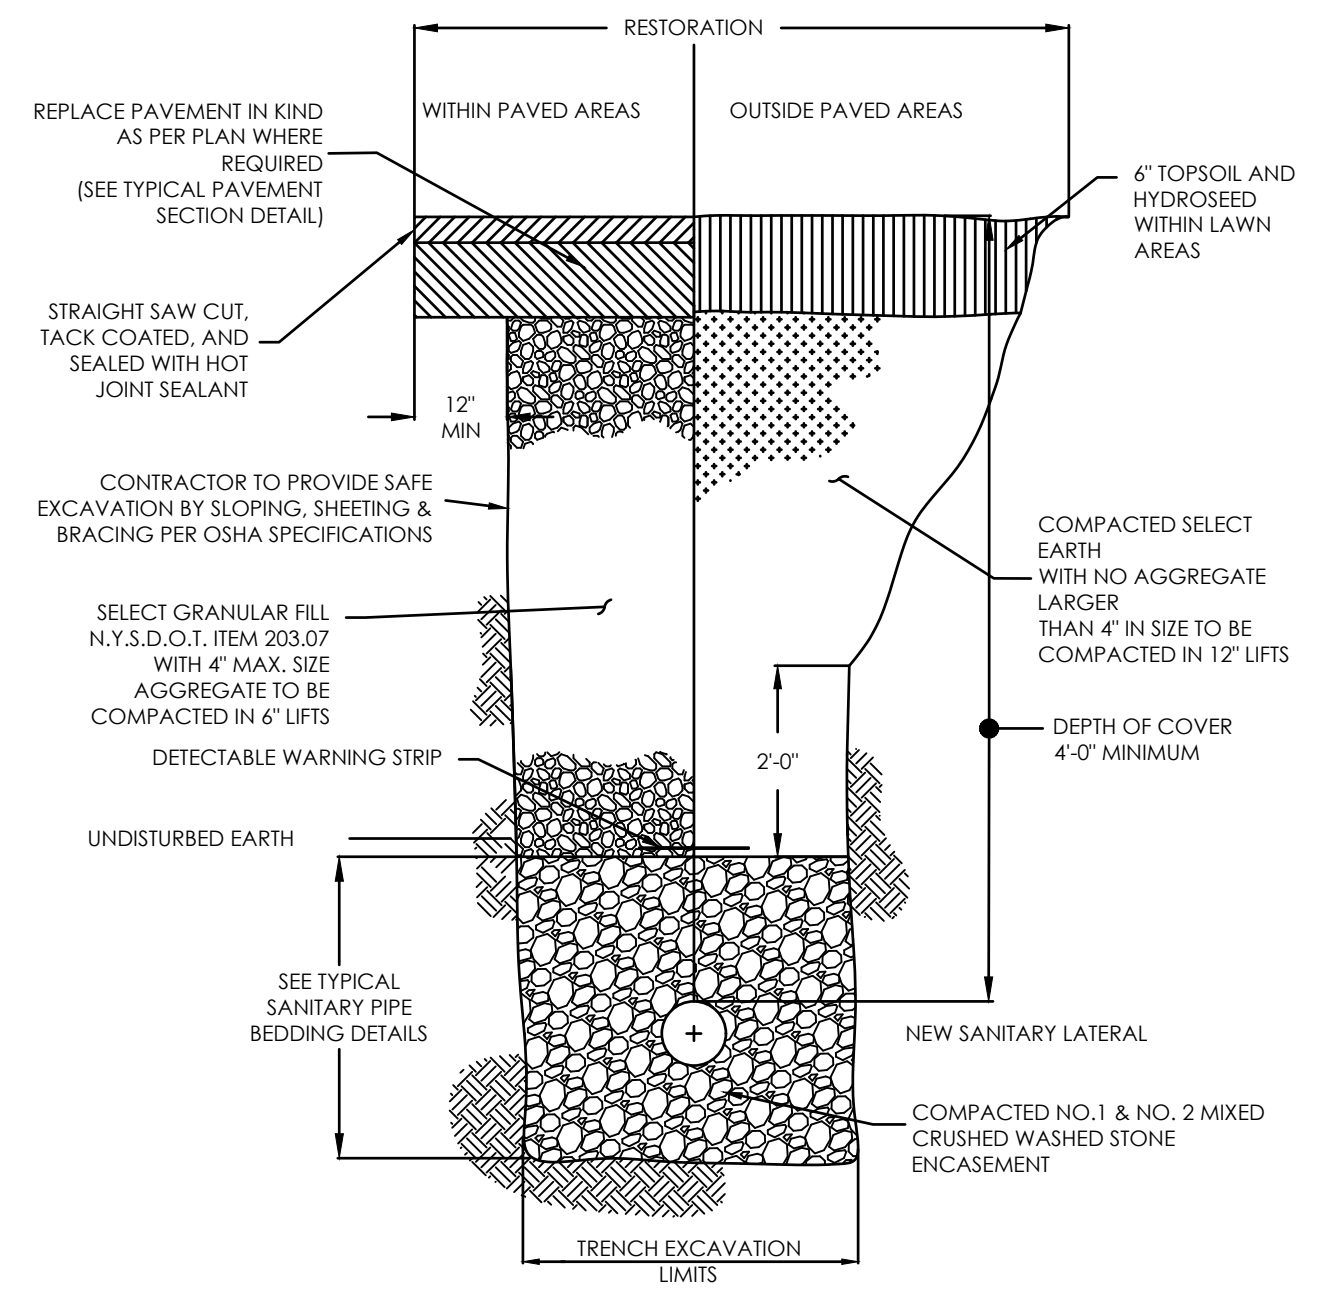 RESTORATION
WITHIN PAVED AREAS
OUTSIDE PAVED AREAS
REPLACE PAVEMENT IN KIND
AS PER PLAN WHERE
REQUIRED
(SEE TYPICAL PAVEMENT
SECTION DETAIL)
6" TOPSOIL AND
HYDROSEED
WITHIN LAWN
AREAS
STRAIGHT SAW CUT,
TACK COATED, AND
SEALED WITH HOT
JOINT SEALANT
12"
MIN
CONTRACTOR TO PROVIDE SAFE
EXCAVATION BY SLOPING, SHEETING &
BRACING PER OSHA SPECIFICATIONS
COMPACTED SELECT
EARTH
WITH NO AGGREGATE
LARGER
THAN 4" IN SIZE TO BE
COMPACTED IN 12" LIFTS
SELECT GRANULAR FILL
N.Y.S.D.O.T. ITEM 203.07
WITH 4" MAX. SIZE
AGGREGATE TO BE
COMPACTED IN 6" LIFTS
DEPTH OF COVER
4'-0" MINIMUM
DETECTABLE WARNING STRIP
2'-0"
UNDISTURBED EARTH
SEE TYPICAL
SANITARY PIPE
BEDDING DETAILS
NEW SANITARY LATERAL
COMPACTED NO.1 & NO. 2 MIXED
CRUSHED WASHED STONE
ENCASEMENT
TRENCH EXCAVATION
LIMITS